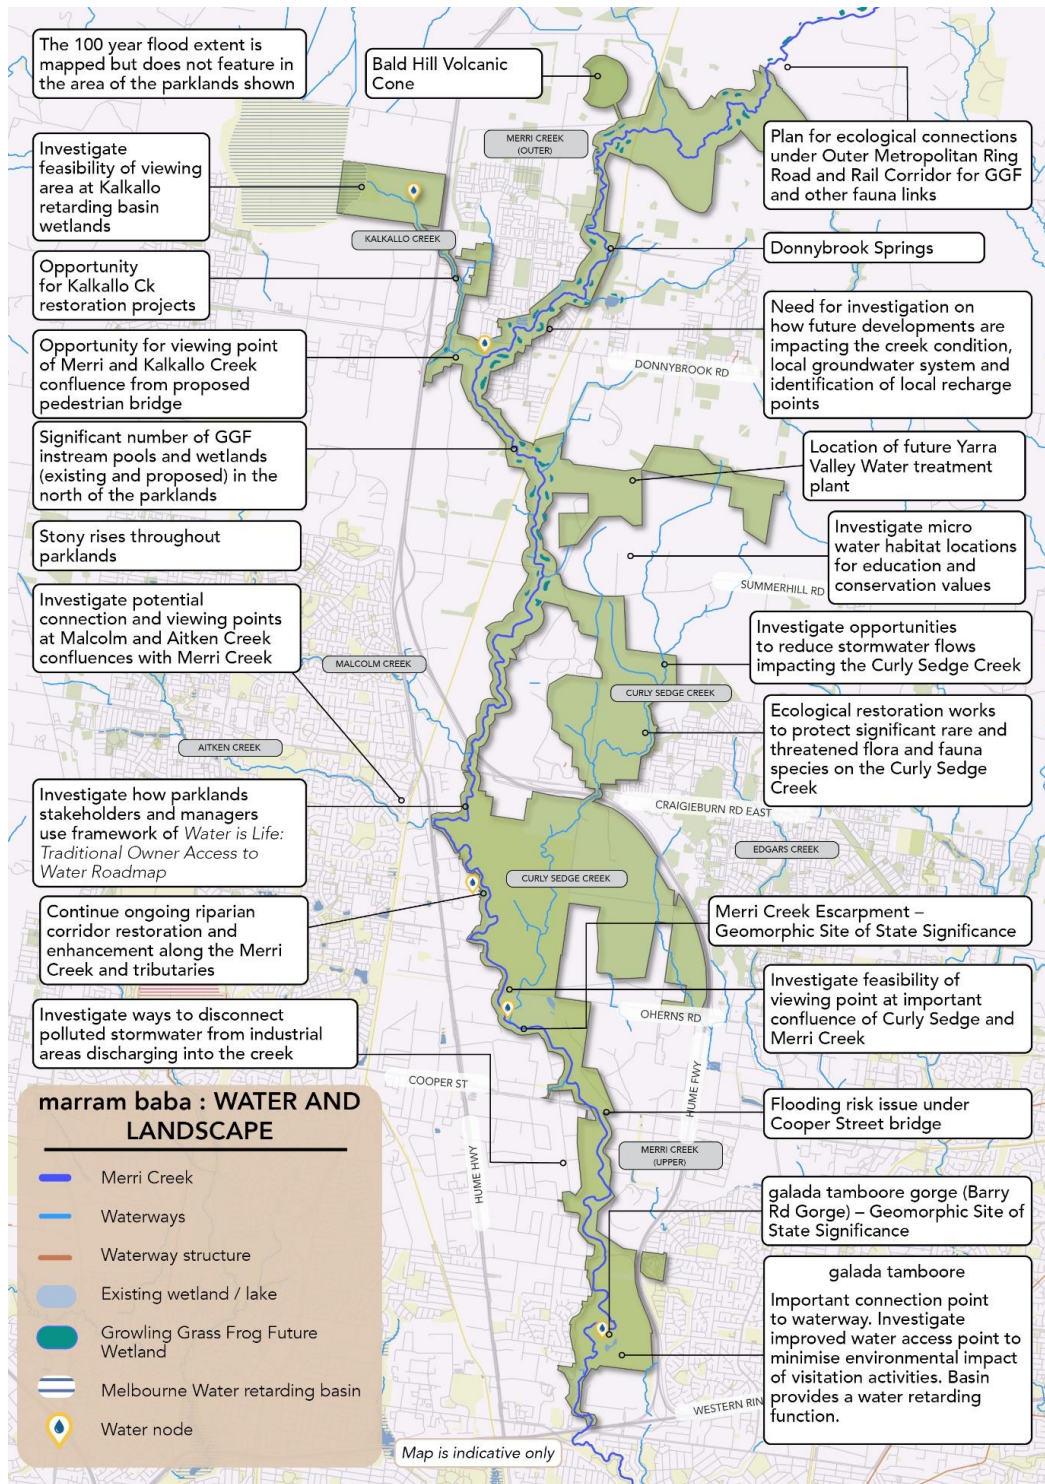 The 100 year flood extent is
mapped but does not feature in
the area of the parklands shown
Bald Hill Volcanic
Cone
MERRI CREEK
(OUTER)
Plan for ecological connections
under Outer Metropolitan Ring
Road and Rail Corridor for GGF
and other fauna links
Investigate
feasibility of viewing
area at Kalkallo
retarding basin
wetlands
KALKALLO CREEK
Donnybrook Springs
Opportunity
for Kalkallo Ck
restoration projects
Need for investigation on
how future developments are
impacting the creek condition,
local groundwater system and
identification of local recharge
points
Opportunity for viewing point
of Merri and Kalkallo Creek
confluence from proposed
pedestrian bridge
DONNYBROOK RD
Significant number of GGF
instream pools and wetlands
(existing and proposed) in the
north of the parklands
Location of future Yarra
Valley Water treatment
plant
Stony rises throughout
parklands
Investigate micro
water habitat locations
for education and
conservation values
SUMMERHILL RD
Investigate potential
connection and viewing points
at Malcolm and Aitken Creek
confluences with Merri Creek
MALCOLM CREEK
Investigate opportunities
to reduce stormwater flows
impacting the Curly Sedge Creek
CURLY SEDGE CREEK
AITKEN CREEK
Ecological restoration works
to protect significant rare and
threatened flora and fauna
species on the Curly Sedge
Creek
Investigate how parklands
stakeholders and managers
use framework of Water is Life:
Traditional Owner Access to
Water Roadmap
CRAIGIEBURN RD EAST
EDGARS CREEK
CURLY SEDGE CREEK
Continue ongoing riparian
corridor restoration and
enhancement along the Merri
Creek and tributaries
Merri Creek Escarpment –
Geomorphic Site of State Significance
Investigate feasibility of
viewing point at important
confluence of Curly Sedge and
Merri Creek
OHERNS RD
Investigate ways to disconnect
polluted stormwater from industrial
areas discharging into the creek
COOPER ST
HUME FWY
Flooding risk issue under
Cooper Street bridge
MERRI CREEK
(UPPER)
HUME HWY
galada tamboore gorge (Barry
Rd Gorge) – Geomorphic Site of
State Significance
galada tamboore
Important connection point
to waterway. Investigate
improved water access point to
minimise environmental impact
of visitation activities. Basin
provides a water retarding
function.
WESTERN RIN
marram baba : WATER AND
LANDSCAPE
Merri Creek
Waterways
Waterway structure
Existing wetland / lake
Growling Grass Frog Future
Wetland
Melbourne Water retarding basin
Water node
Map is indicative only